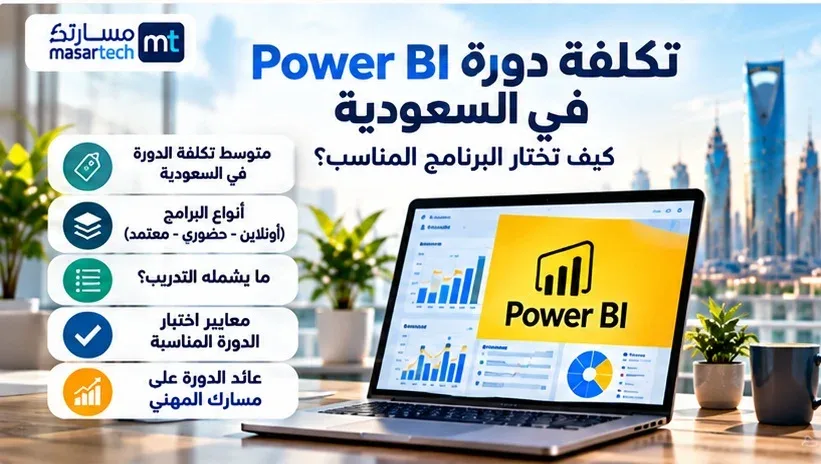 مسارتك
masartech
mt
تكلفة دورة Power BI
في السعودية
كيف تختار البرنامج المناسب؟
متوسط تكلفة الدورة
في السعودية
أنواع البرامج
(أونلاين - حضوري - معتمد)
ما يشمله التدريب؟
معايير اختبار
الدورة المناسبة
عائد الدورة على
مسارك المهني
Power BI